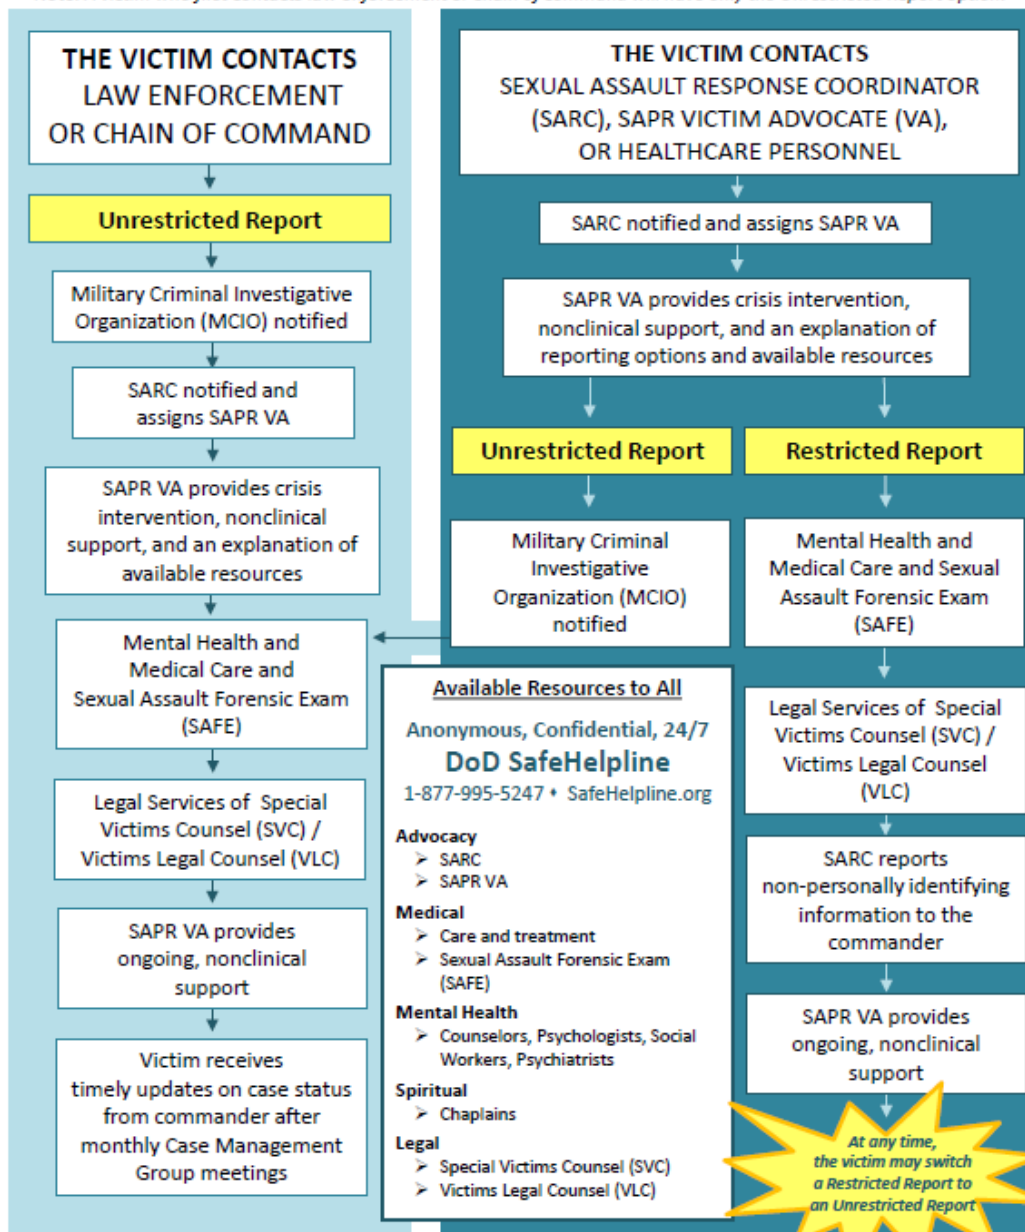 THE VICTIM CONTACTS
LAW ENFORCEMENT
OR CHAIN OF COMMAND
Unrestricted Report
Military Criminal Investigative
Organization (MCIO) notified
SARC notified and
assigns SAPR VA
SAPR VA provides crisis
intervention, nonclinical
support, and an explanation of
available resources
Mental Health and
Medical Care and
Sexual Assault Forensic Exam
(SAFE)
Legal Services of Special
Victims Counsel (SVC) /
Victims Legal Counsel (VLC)
SAPR VA provides
ongoing, nonclinical
support
Victim receives
timely updates on case status
from commander after
monthly Case Management
Group meetings
THE VICTIM CONTACTS
SEXUAL ASSAULT RESPONSE COORDINATOR
(SARC), SAPR VICTIM ADVOCATE (VA),
OR HEALTHCARE PERSONNEL
SARC notified and assigns SAPR VA
SAPR VA provides crisis intervention,
nonclinical support, and an explanation of
reporting options and available resources
Unrestricted Report
Military Criminal
Investigative
Organization (MCIO)
notified
Restricted Report
Mental Health and
Medical Care and Sexual
Assault Forensic Exam
(SAFE)
Legal Services of Special
Victims Counsel (SVC) /
Victims Legal Counsel
(VLC)
SARC reports
non-personally identifying
information to the
commander
SAPR VA provides
ongoing, nonclinical
support
At any time,
the victim may switch
a Restricted Report to
an Unrestricted Report
Available Resources to All
Anonymous, Confidential, 24/7
DoD SafeHelpline
1-877-995-5247 • SafeHelpline.org
Advocacy
➢ SARC
➢ SAPR VA
Medical
➢ Care and treatment
➢ Sexual Assault Forensic Exam
(SAFE)
Mental Health
➢ Counselors, Psychologists, Social
Workers, Psychiatrists
Spiritual
➢ Chaplains
Legal
➢ Special Victims Counsel (SVC)
➢ Victims Legal Counsel (VLC)